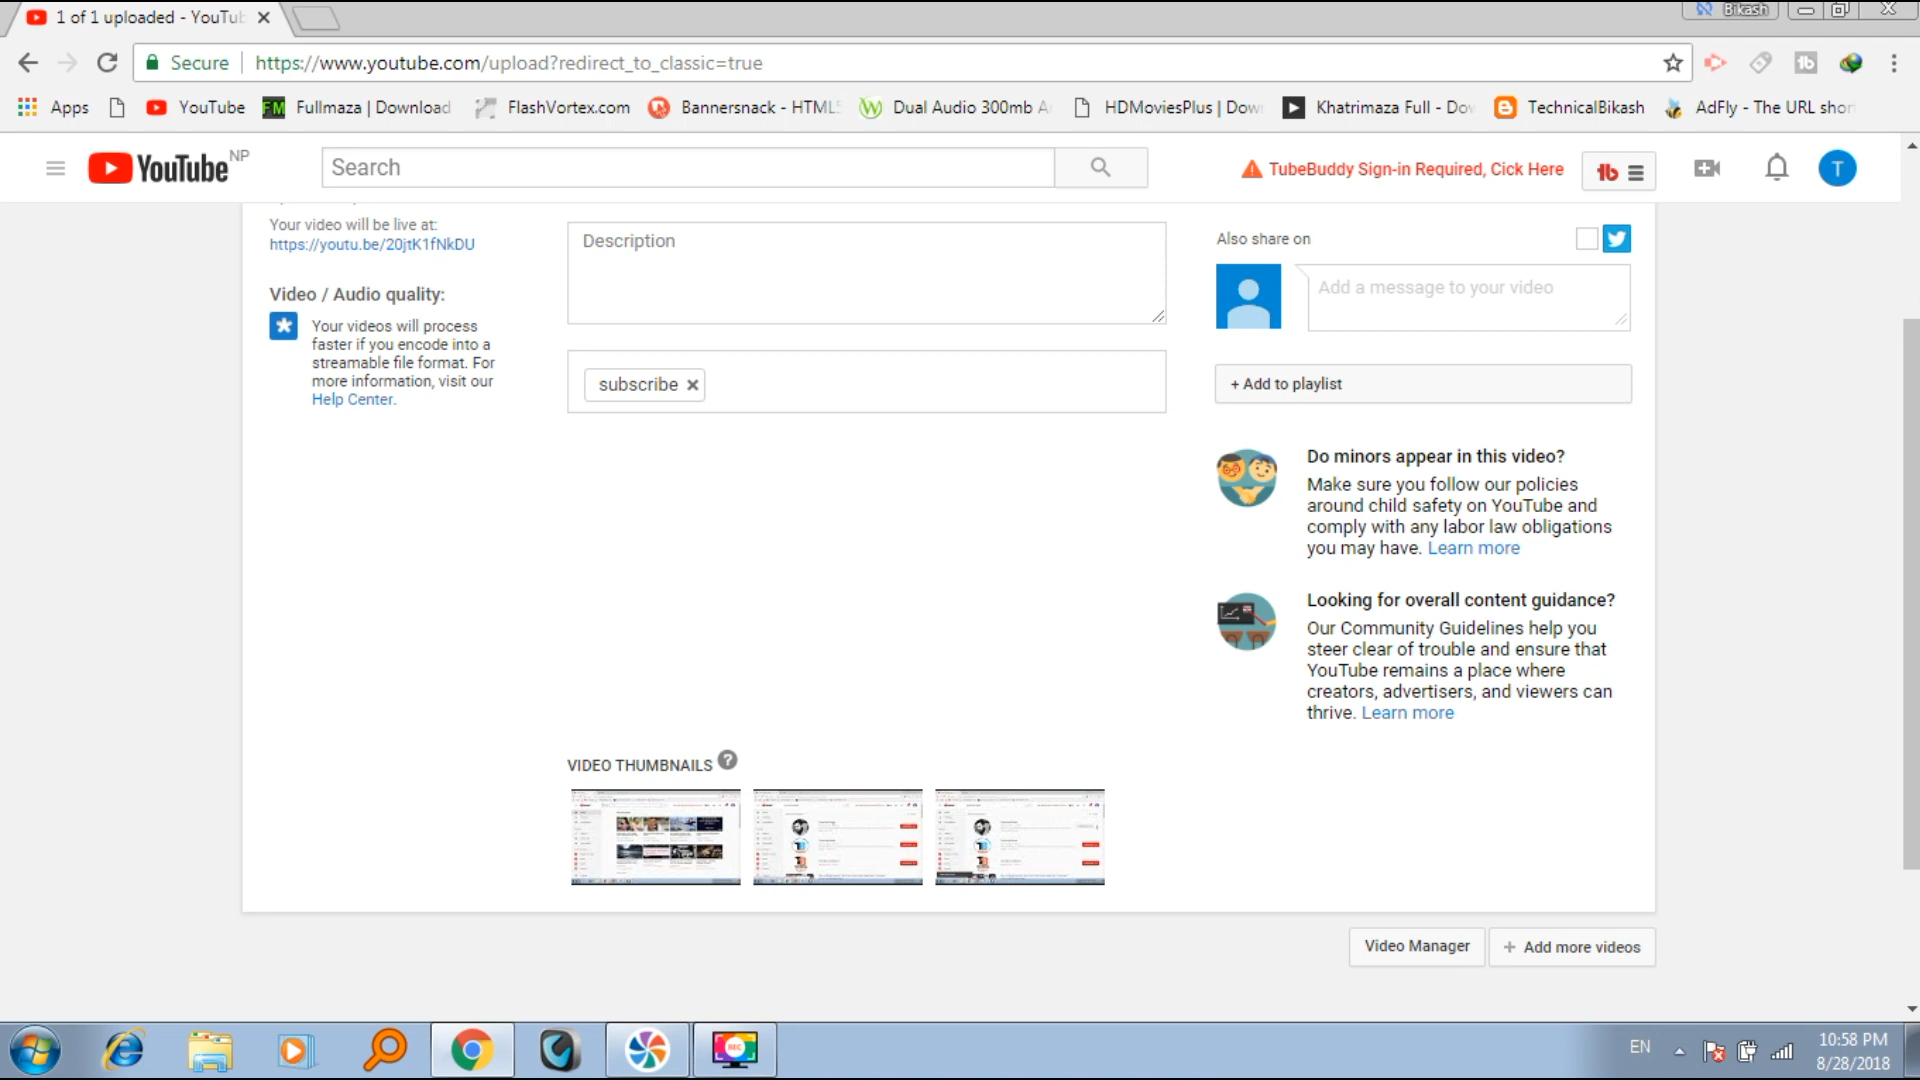 1 of 1 uploaded - YouTub
Bikash
Secure
https://www.youtube.com/upload?redirect_to_classic=true
Apps
YouTube
FM
Fullmaza | Download
FlashVortex.com
Bannersnack - HTML5
Dual Audio 300mb A
HDMoviesPlus | Dow
Khatrimaza Full - Dow
TechnicalBikash
AdFly - The URL shor
YouTube NP
Search
TubeBuddy Sign-in Required, Cick Here
T
Your video will be live at:
https://youtu.be/20jtK1fNkDU
Video / Audio quality:
Your videos will process
faster if you encode into a
streamable file format. For
more information, visit our
Help Center.
Description
subscribe
Also share on
Add a message to your video
+ Add to playlist
Do minors appear in this video?
Make sure you follow our policies
around child safety on YouTube and
comply with any labor law obligations
you may have. Learn more
Looking for overall content guidance?
Our Community Guidelines help you
steer clear of trouble and ensure that
YouTube remains a place where
creators, advertisers, and viewers can
thrive. Learn more
VIDEO THUMBNAILS
Video Manager
+ Add more videos
REC
EN
10:58 PM
8/28/2018